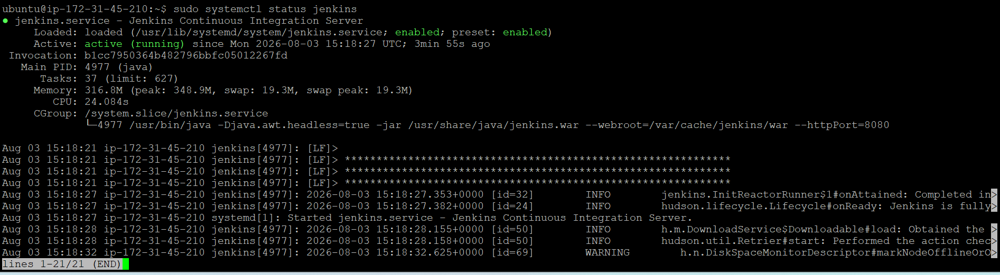 ubuntu@ip-172-31-45-210:~$ sudo systemctl status jenkins
● jenkins.service - Jenkins Continuous Integration Server
     Loaded: loaded (/usr/lib/systemd/system/jenkins.service; enabled; preset: enabled)
     Active: active (running) since Mon 2026-08-03 15:18:27 UTC; 3min 55s ago
 Invocation: b1cc7950364b482796bbfc05012267fd
   Main PID: 4977 (java)
      Tasks: 37 (limit: 627)
     Memory: 316.8M (peak: 348.9M, swap: 19.3M, swap peak: 19.3M)
        CPU: 24.084s
     CGroup: /system.slice/jenkins.service
             └─4977 /usr/bin/java -Djava.awt.headless=true -jar /usr/share/java/jenkins.war --webroot=/var/cache/jenkins/war --httpPort=8080

Aug 03 15:18:21 ip-172-31-45-210 jenkins[4977]: [LF]>
Aug 03 15:18:21 ip-172-31-45-210 jenkins[4977]: [LF]> *************************************************************
Aug 03 15:18:21 ip-172-31-45-210 jenkins[4977]: [LF]> *************************************************************
Aug 03 15:18:21 ip-172-31-45-210 jenkins[4977]: [LF]> *************************************************************
Aug 03 15:18:27 ip-172-31-45-210 jenkins[4977]: 2026-08-03 15:18:27.353+0000 [id=32]        INFO        jenkins.InitReactorRunner$1#onAttained: Completed in>
Aug 03 15:18:27 ip-172-31-45-210 jenkins[4977]: 2026-08-03 15:18:27.382+0000 [id=24]        INFO        hudson.lifecycle.Lifecycle#onReady: Jenkins is fully>
Aug 03 15:18:27 ip-172-31-45-210 systemd[1]: Started jenkins.service - Jenkins Continuous Integration Server.
Aug 03 15:18:28 ip-172-31-45-210 jenkins[4977]: 2026-08-03 15:18:28.155+0000 [id=50]        INFO        h.m.DownloadService$Downloadable#load: Obtained the >
Aug 03 15:18:28 ip-172-31-45-210 jenkins[4977]: 2026-08-03 15:18:28.158+0000 [id=50]        INFO        hudson.util.Retrier#start: Performed the action chec>
Aug 03 15:18:32 ip-172-31-45-210 jenkins[4977]: 2026-08-03 15:18:32.625+0000 [id=69]        WARNING        h.n.DiskSpaceMonitorDescriptor#markNodeOfflineOrO>
lines 1-21/21 (END)